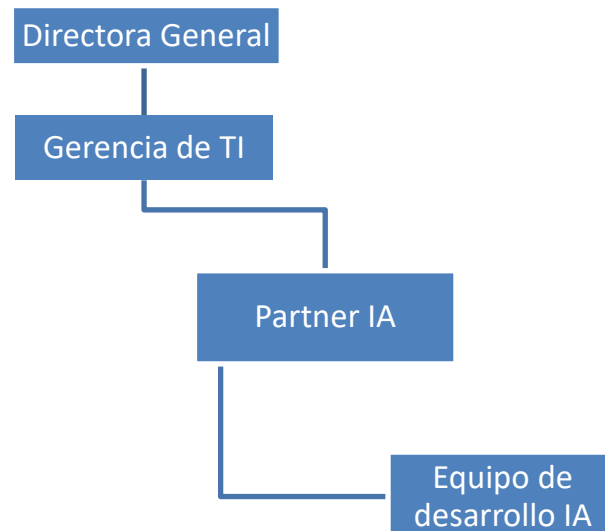 Directora General
Gerencia de TI
Partner IA
Equipo de
desarrollo IA